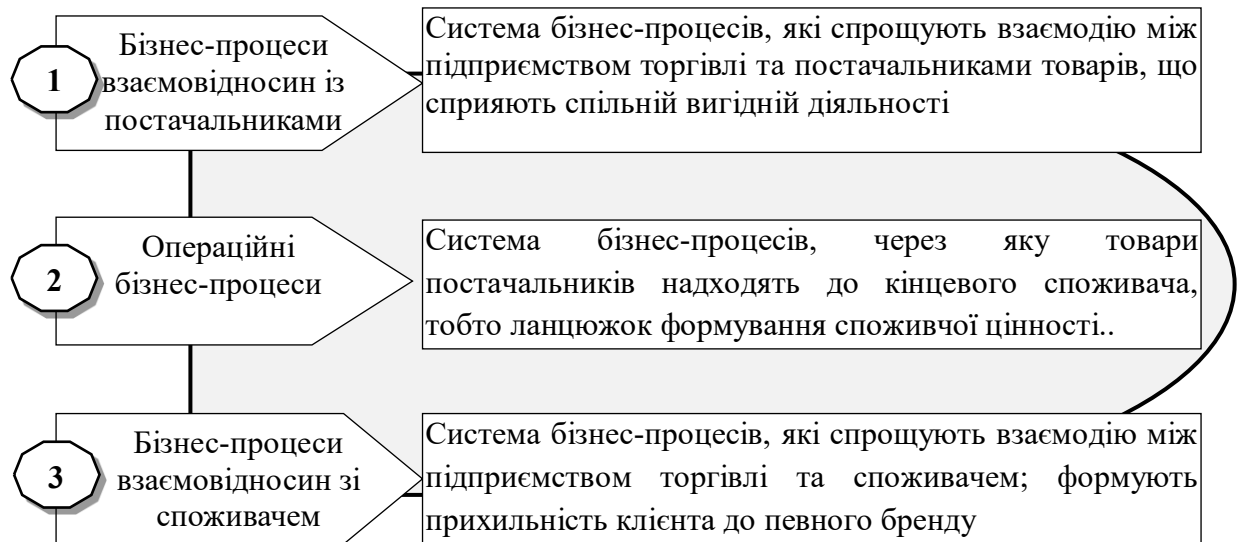 1
Бізнес-процеси
взаємовідносин із
постачальниками
Система бізнес-процесів, які спрощують взаємодію між
підприємством торгівлі та постачальниками товарів, що
сприяють спільній вигідній діяльності
2
Операційні
бізнес-процеси
Система бізнес-процесів, через яку товари
постачальників надходять до кінцевого споживача,
тобто ланцюжок формування споживчої цінності..
3
Бізнес-процеси
взаємовідносин зі
споживачем
Система бізнес-процесів, які спрощують взаємодію між
підприємством торгівлі та споживачем; формують
прихильність клієнта до певного бренду